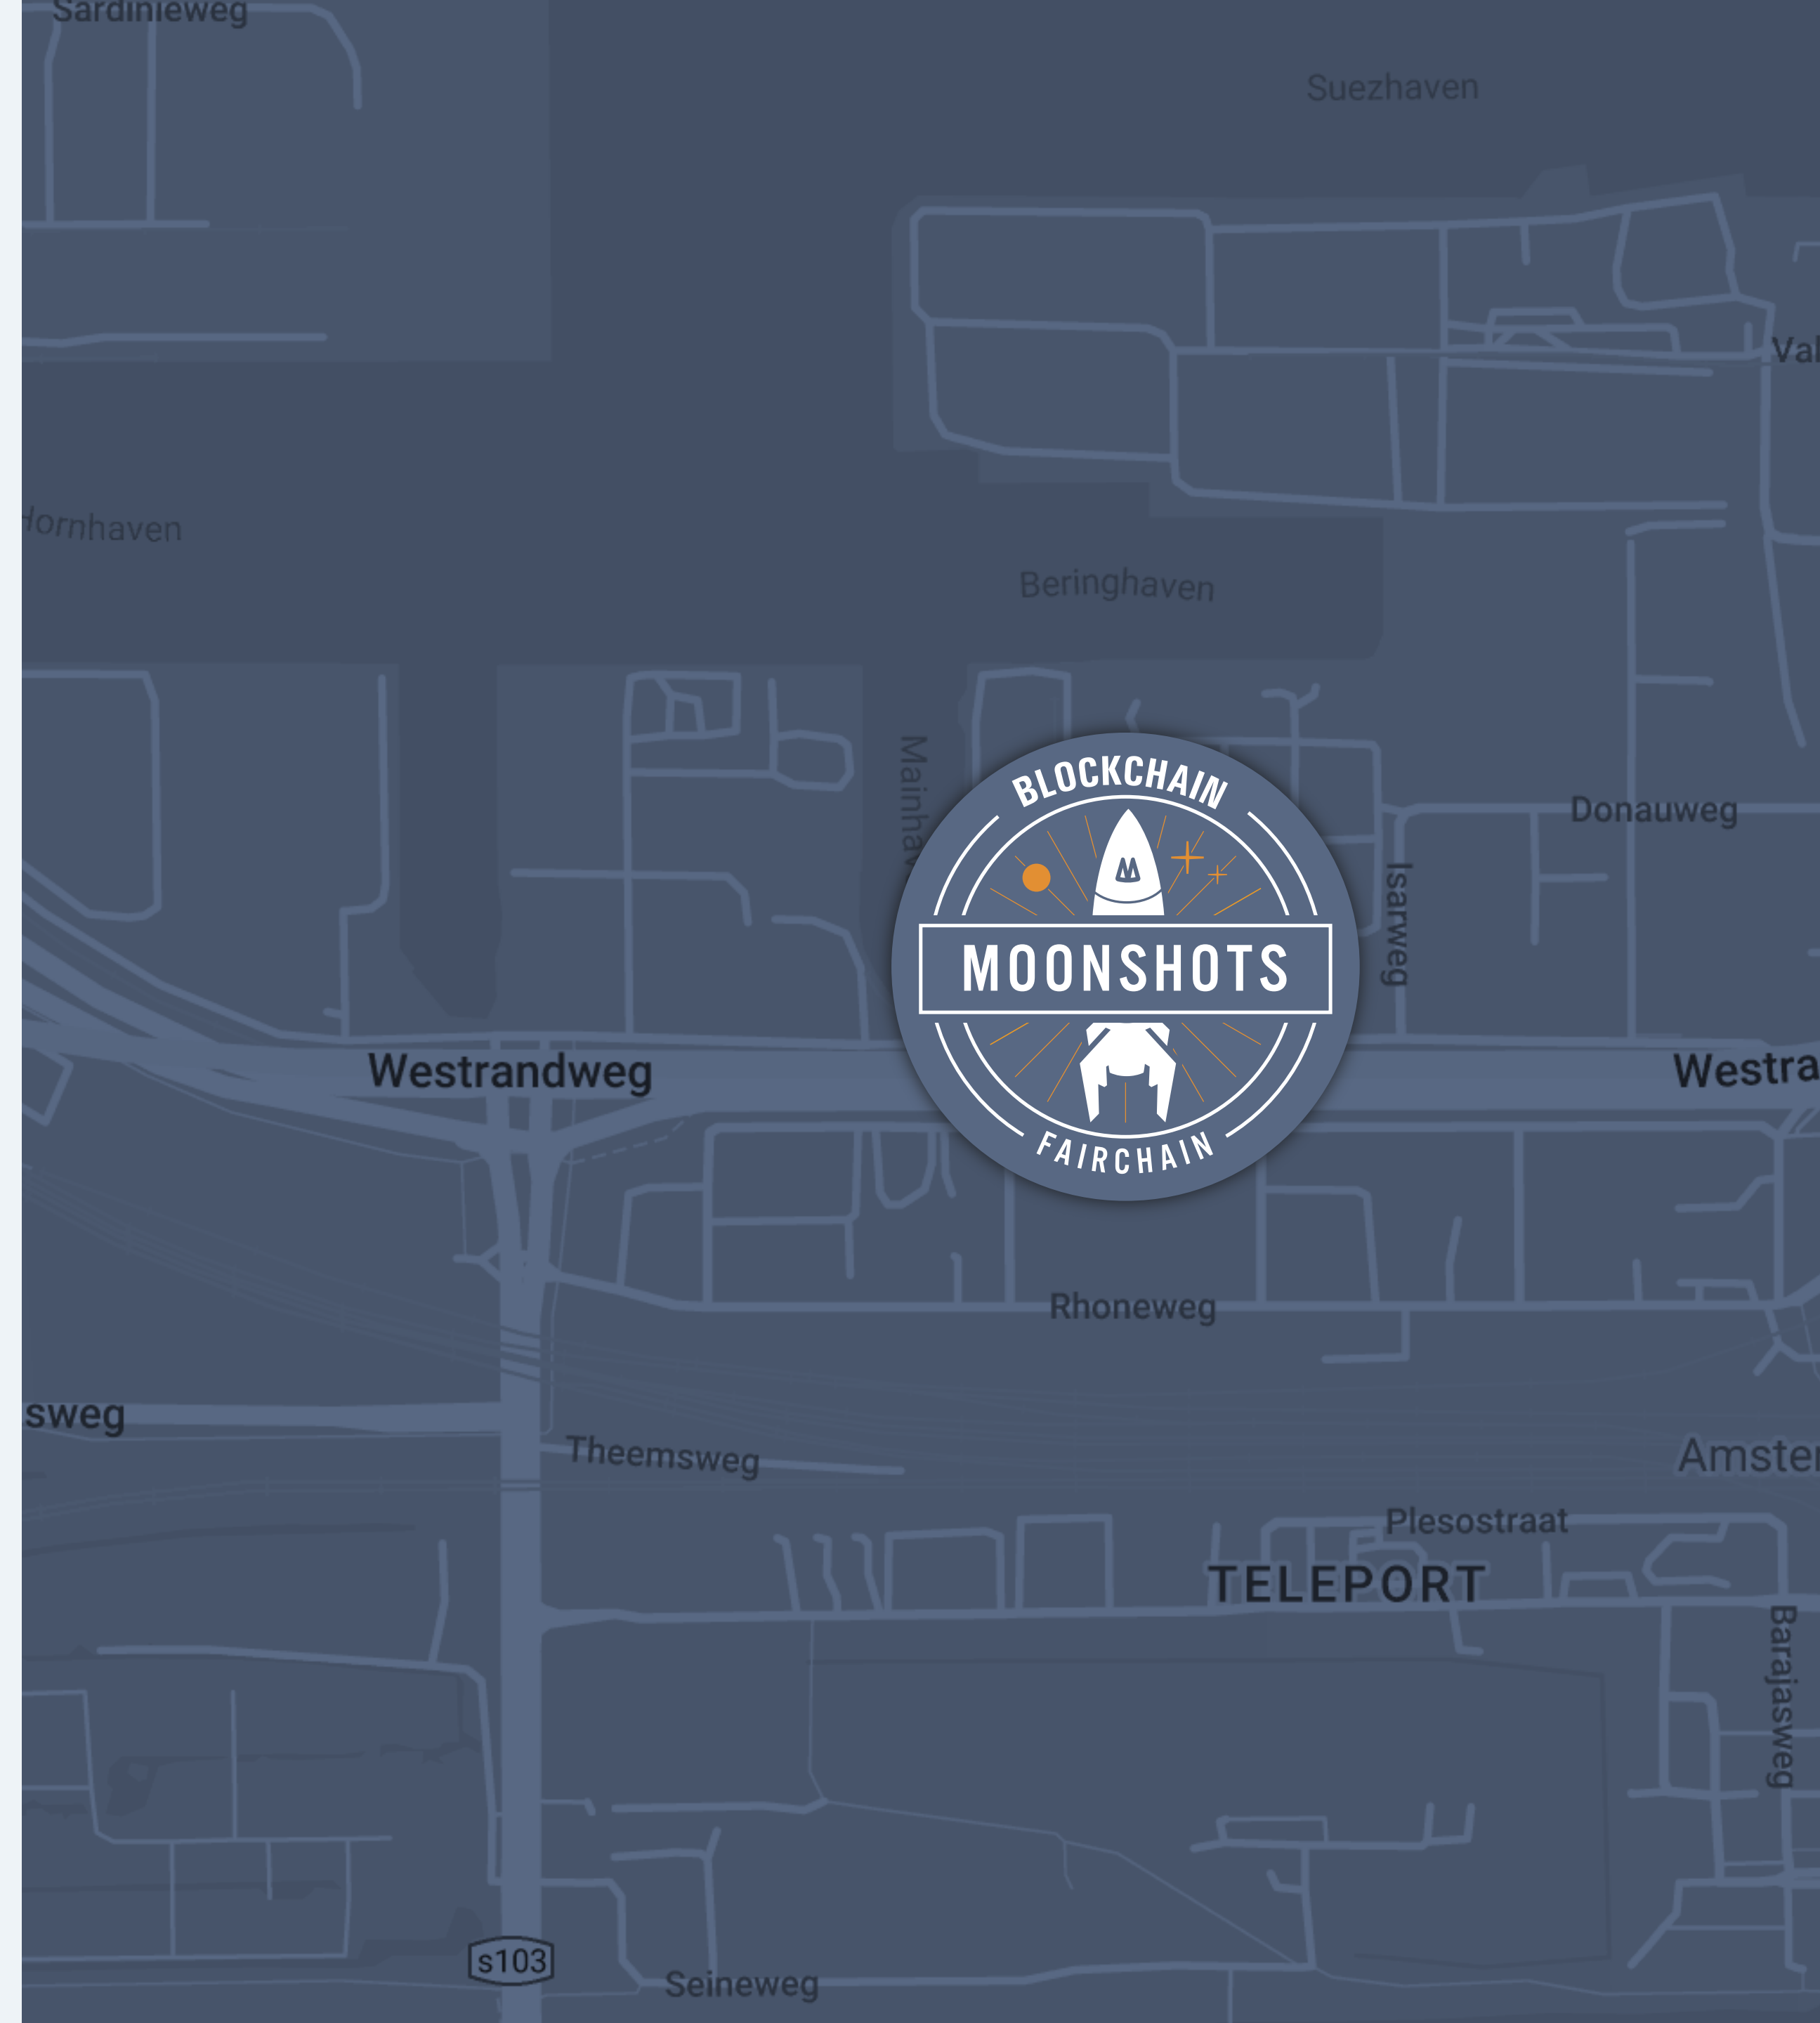 Sardinieweg
Suezhaven
Val
Hornhaven
Beringhaven
Mainhav
BLOCKCHAIN
M
MOONSHOTS
FAIRCHAIN
Donauweg
Isarweg
Westrandweg
Westra
Rhoneweg
sweg
Theemsweg
Amster
Plesostraat
TELEPORT
Barajasweg
s103
Seineweg